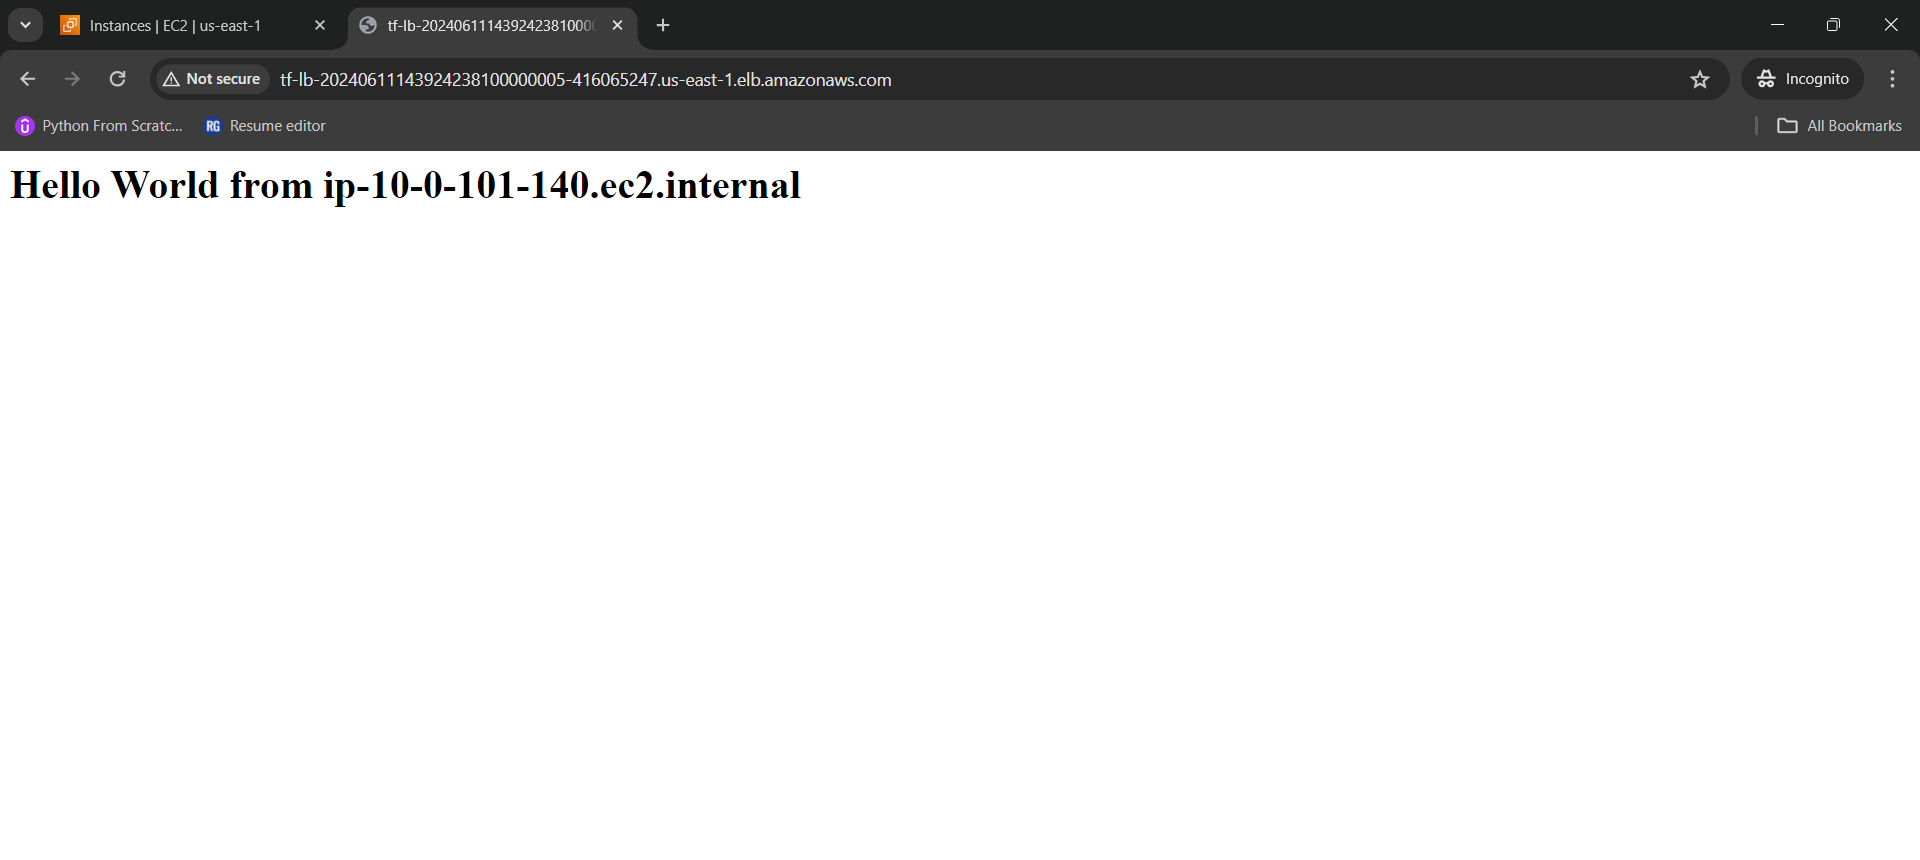 Instances | EC2 | us-east-1
tf-lb-20240611143924238100000
Not secure
tf-lb-20240611143924238100000005-416065247.us-east-1.elb.amazonaws.com
Incognito
Python From Scratc...
RG
Resume editor
All Bookmarks
Hello World from ip-10-0-101-140.ec2.internal